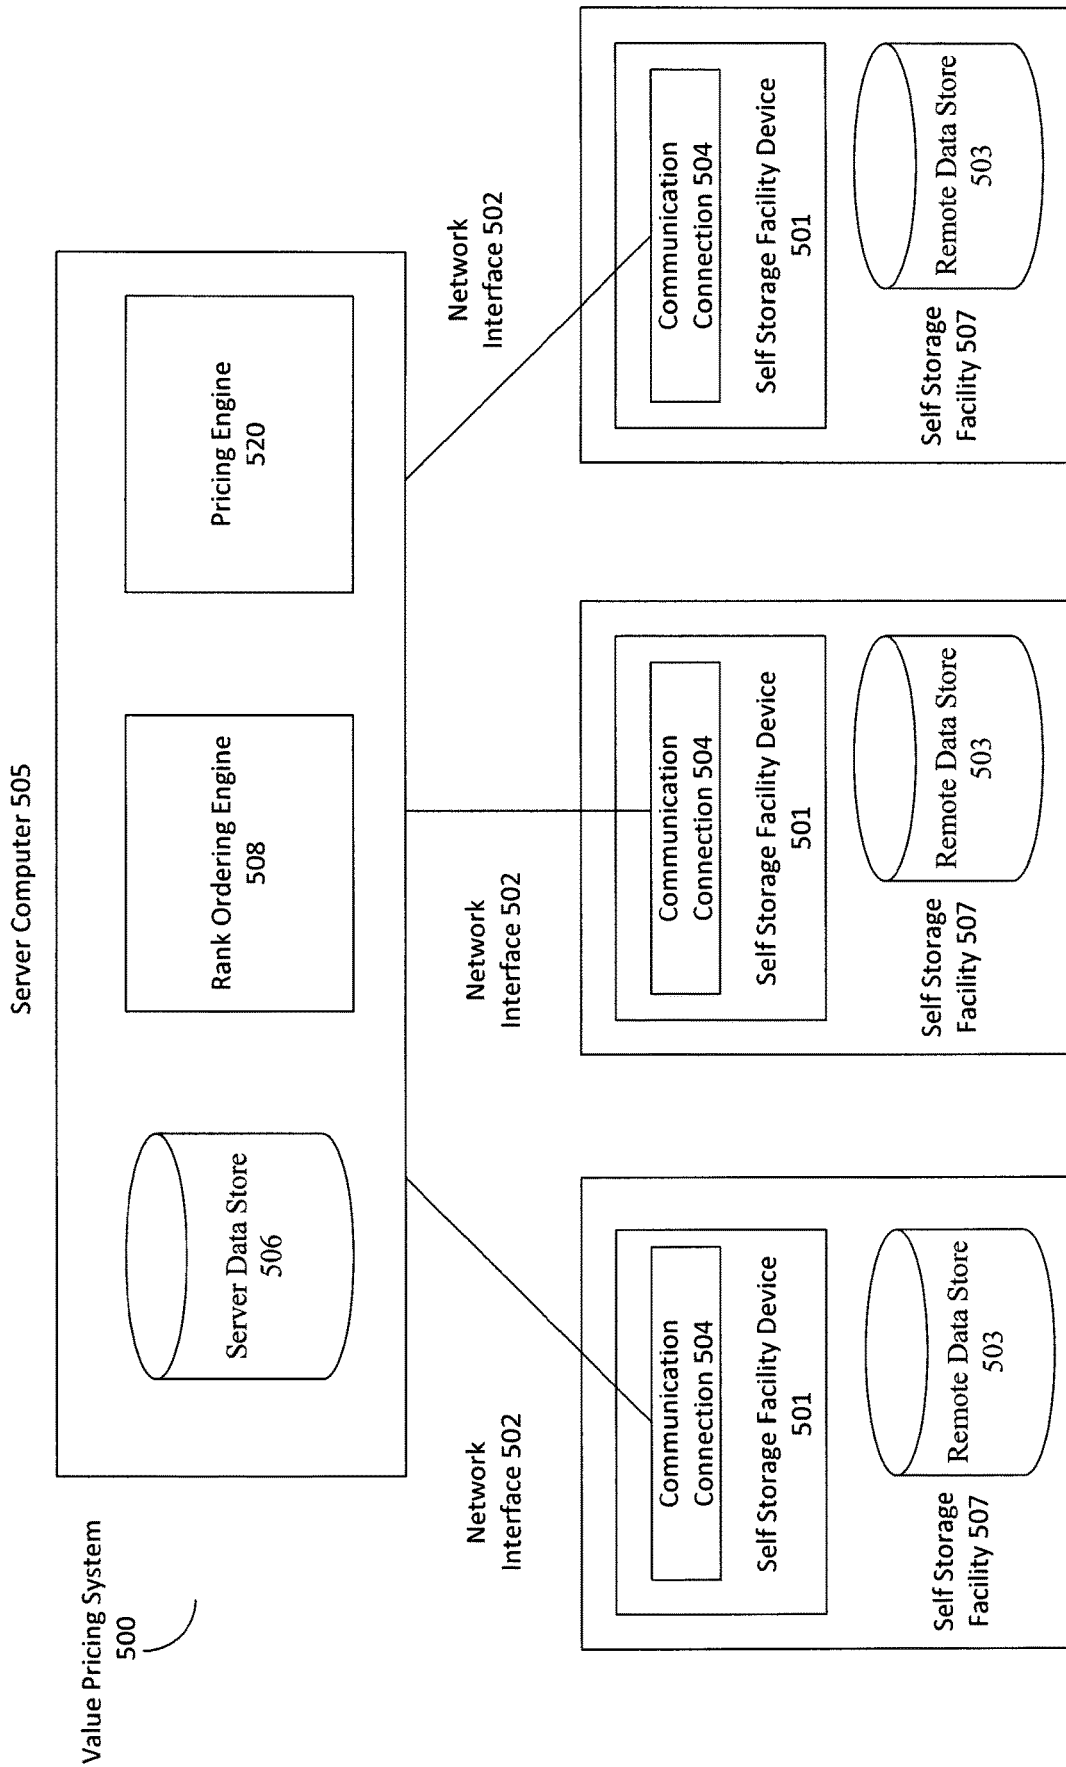 Value Pricing System
500
Server Computer 505
Server Data Store
506
Rank Ordering Engine
508
Pricing Engine
520
Network
Interface 502
Network
Interface 502
Network
Interface 502
Communication
Connection 504
Self Storage Facility Device
501
Remote Data Store
503
Self Storage
Facility 507
Communication
Connection 504
Self Storage Facility Device
501
Remote Data Store
503
Self Storage
Facility 507
Communication
Connection 504
Self Storage Facility Device
501
Remote Data Store
503
Self Storage
Facility 507